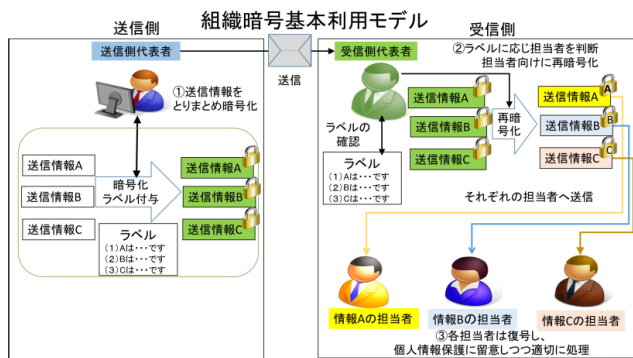 組織暗号基本利用モデル
送信側
送信側代表者
①送信情報を
とりまとめ暗号化
送信情報A
送信情報B
送信情報C
暗号化
ラベル付与
送信情報A
送信情報B
送信情報C
ラベル
(1)Aは・・・です
(2)Bは・・・です
(3)Cは・・・です
送信
受信側
受信側代表者
②ラベルに応じ担当者を判断
担当者向けに再暗号化
ラベルの
確認
送信情報A
送信情報B
送信情報C
再暗
号化
送信情報A
A
送信情報B
B
送信情報C
C
ラベル
(1)Aは・・・です
(2)Bは・・・です
(3)Cは・・・です
それぞれの担当者へ送信
情報Aの担当者
情報Bの担当者
情報Cの担当者
③各担当者は復号し、
個人情報保護に留意しつつ適切に処理